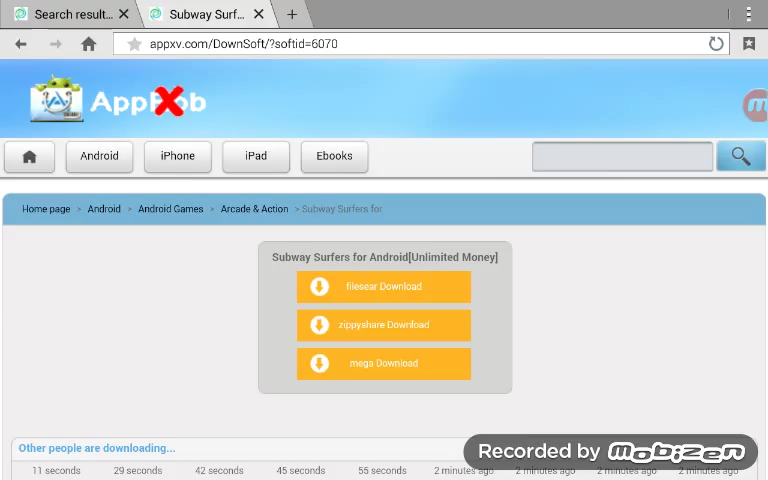 Search result...
Subway Surf...
appxv.com/DownSoft/?softid=6070
Home page > Android > Android Games > Arcade & Action > Subway Surfers for
Android
iPhone
iPad
Ebooks
Subway Surfers for Android[Unlimited Money]
filesear Download
zippyshare Download
mega Download
Other people are downloading...
11 seconds 29 seconds 42 seconds 45 seconds 55 seconds 2 minutes ago 2 minutes ago 2 minutes ago 2 minutes ago
Recorded by Mobizen